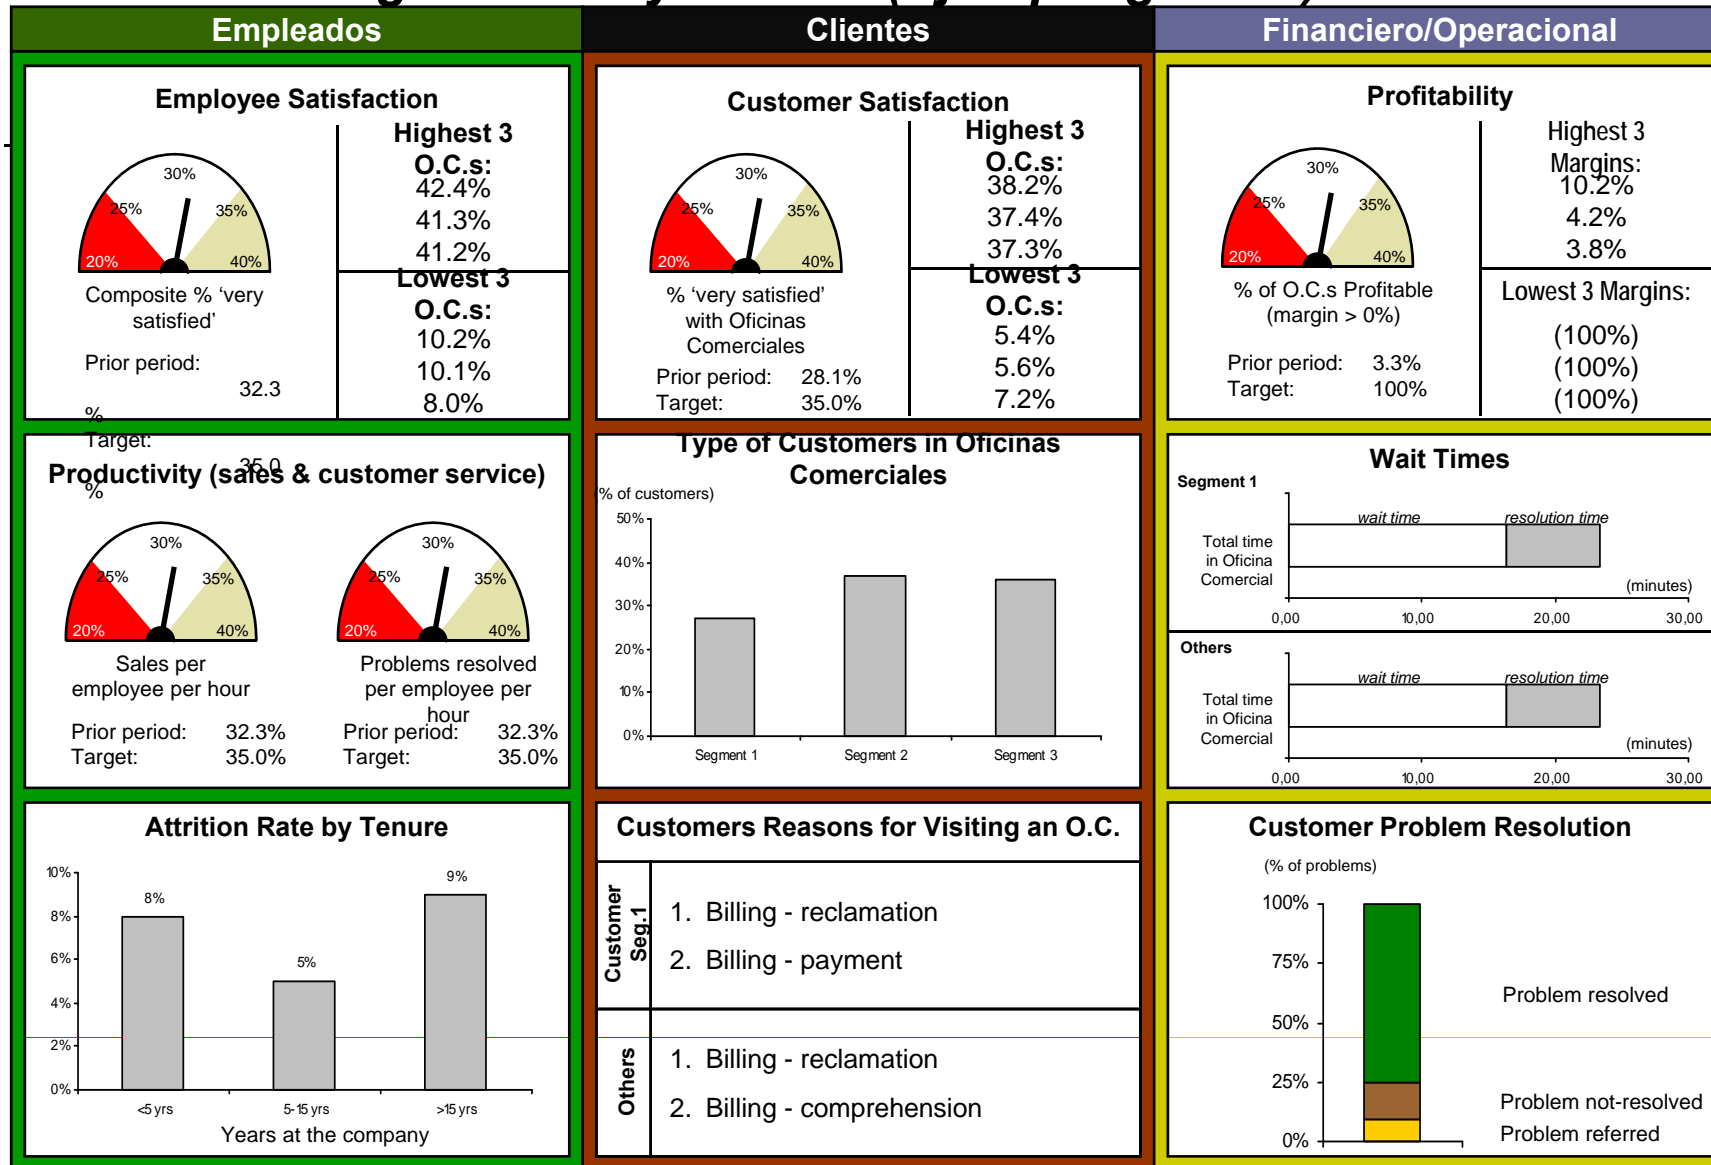 Empleados
Clientes
Financiero/Operacional
Employee Satisfaction
30%
25%
35%
20%
40%
Composite % ‘very
satisfied’
Prior period:
32.3
%
Target:
35.0
%
Highest 3
O.C.s:
42.4%
41.3%
41.2%
Lowest 3
O.C.s:
10.2%
10.1%
8.0%
Customer Satisfaction
30%
25%
35%
20%
40%
% ‘very satisfied’
with Oficinas
Comerciales
Prior period: 28.1%
Target: 35.0%
Highest 3
O.C.s:
38.2%
37.4%
37.3%
Lowest 3
O.C.s:
5.4%
5.6%
7.2%
Profitability
30%
25%
35%
20%
40%
% of O.C.s Profitable
(margin > 0%)
Prior period: 3.3%
Target: 100%
Highest 3
Margins:
10.2%
4.2%
3.8%
Lowest 3 Margins:
(100%)
(100%)
(100%)
Productivity (sales & customer service)
30%
25%
35%
20%
40%
Sales per
employee per hour
Prior period: 32.3%
Target: 35.0%
30%
25%
35%
20%
40%
Problems resolved
per employee per
hour
Prior period: 32.3%
Target: 35.0%
Type of Customers in Oficinas
Comerciales
(% of customers)
50%
40%
30%
20%
10%
0%
Segment 1 Segment 2 Segment 3
Wait Times
Segment 1
wait time resolution time
Total time
in Oficina
Comercial
(minutes)
0,00 10,00 20,00 30,00
Others
wait time resolution time
Total time
in Oficina
Comercial
(minutes)
0,00 10,00 20,00 30,00
Attrition Rate by Tenure
10%
8%
6%
4%
2%
0%
8%
5%
9%
<5 yrs 5-15 yrs >15 yrs
Years at the company
Customers Reasons for Visiting an O.C.
Customer
Seg.1
1. Billing - reclamation
2. Billing - payment
Others
1. Billing - reclamation
2. Billing - comprehension
Customer Problem Resolution
(% of problems)
100%
75%
50%
25%
0%
Problem resolved
Problem not-resolved
Problem referred